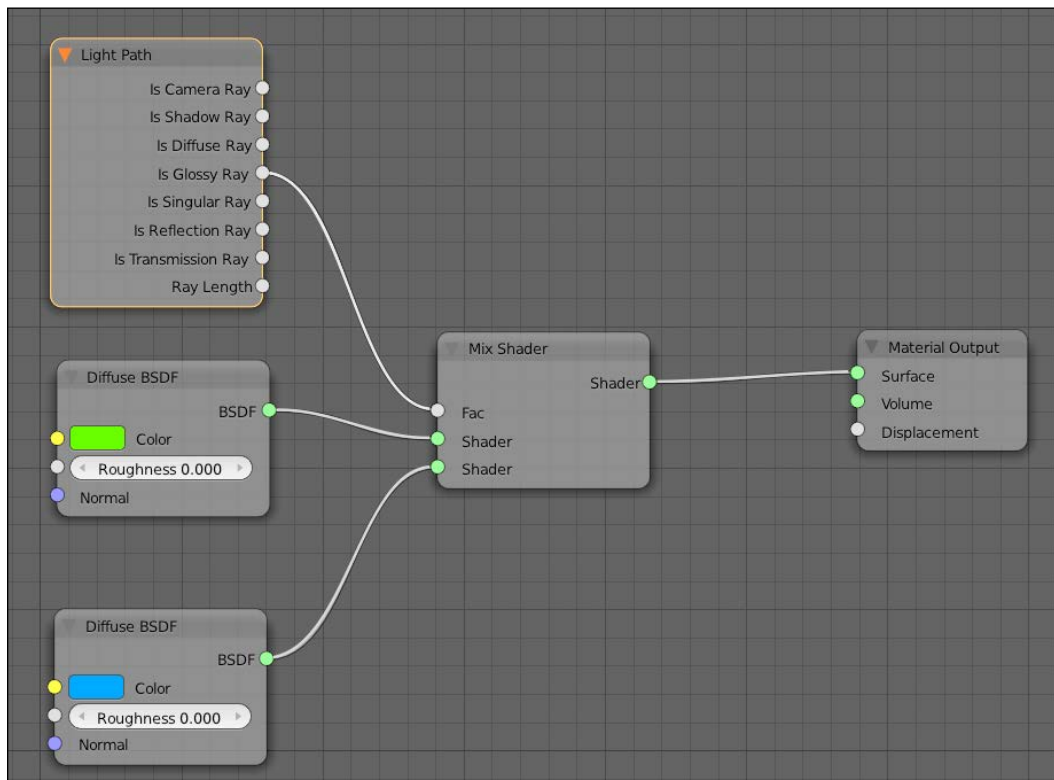 Light Path
Is Camera Ray
Is Shadow Ray
Is Diffuse Ray
Is Glossy Ray
Is Singular Ray
Is Reflection Ray
Is Transmission Ray
Ray Length
Diffuse BSDF
BSDF
Color
Roughness 0.000
Normal
Diffuse BSDF
BSDF
Color
Roughness 0.000
Normal
Mix Shader
Shader
Fac
Shader
Shader
Material Output
Surface
Volume
Displacement